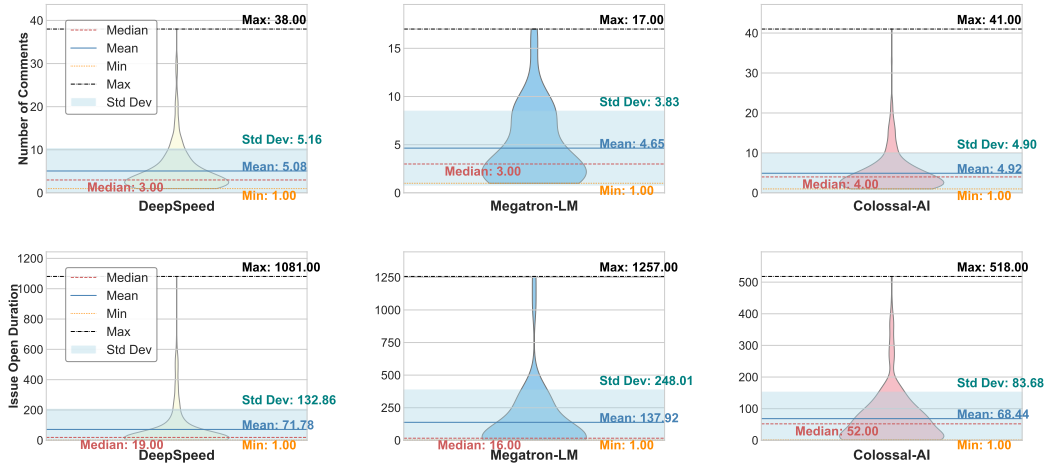 Number of Comments
40
30
20
10
0
Median
Mean
Min
Max
Std Dev
Max: 38.00
Std Dev: 5.16
Mean: 5.08
Median: 3.00
Min: 1.00
DeepSpeed
15
10
5
0
Max: 17.00
Std Dev: 3.83
Mean: 4.65
Median: 3.00
Min: 1.00
Megatron-LM
40
30
20
10
0
Max: 41.00
Std Dev: 4.90
Mean: 4.92
Median: 4.00
Min: 1.00
Colossal-AI
Issue Open Duration
1200
1000
800
600
400
200
0
Median
Mean
Min
Max
Std Dev
Max: 1081.00
Std Dev: 132.86
Mean: 71.78
Median: 19.00
Min: 1.00
DeepSpeed
1250
1000
750
500
250
0
Max: 1257.00
Std Dev: 248.01
Mean: 137.92
Median: 16.00
Min: 1.00
Megatron-LM
500
400
300
200
100
0
Max: 518.00
Std Dev: 83.68
Mean: 68.44
Median: 52.00
Min: 1.00
Colossal-AI